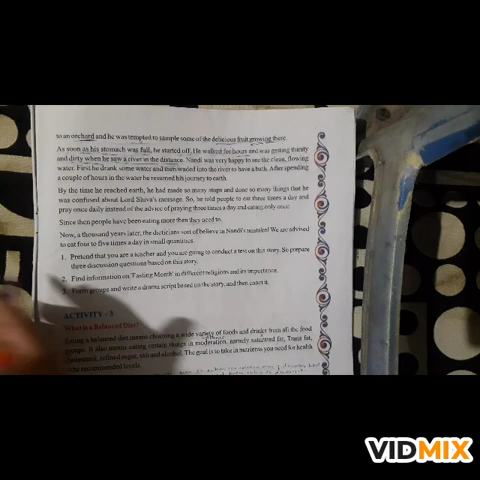 to an orchard and he was tempted to sample some of the delicious fruit growing there.
As soon as his stomach was full, he started off. He walked for hours and was getting thirsty
and dirty when he saw a river in the distance. Nandi was very happy to see the clean, flowing
water. First he drank some water and then waded into the river to have a bath. After spending
a couple of hours in the water he resumed his journey to earth.
By the time he reached earth, he had made so many stops and done so many things that he
was confused about Lord Shiva's message. So, he told people to eat three times a day and
pray once daily instead of the advice of praying three times a day and eating only once.
Since then people have been eating more then they need to.
Now, a thousand years later, the dieticians sort of believe in Nandi's mistake! We are advised
to eat four to five times a day in small quantities.
1. Pretend that you are a teacher and you are going to conduct a test on this story. So prepare
three discussion questions based on this story.
2. Find information on 'Fasting Month' in different religions and its importance.
3. Form groups and write a drama script based on the story, and then enact it.
ACTIVITY - 3
What is a Balanced Diet?
Eating a balanced diet means choosing a wide variety of foods and drinks from all the food
groups. It also means eating certain things in moderation, namely saturated fat, Trans fat,
cholesterol, refined sugar, salt and alcohol. The goal is to take in nutrients you need for health
recommended levels.
VIDMIX